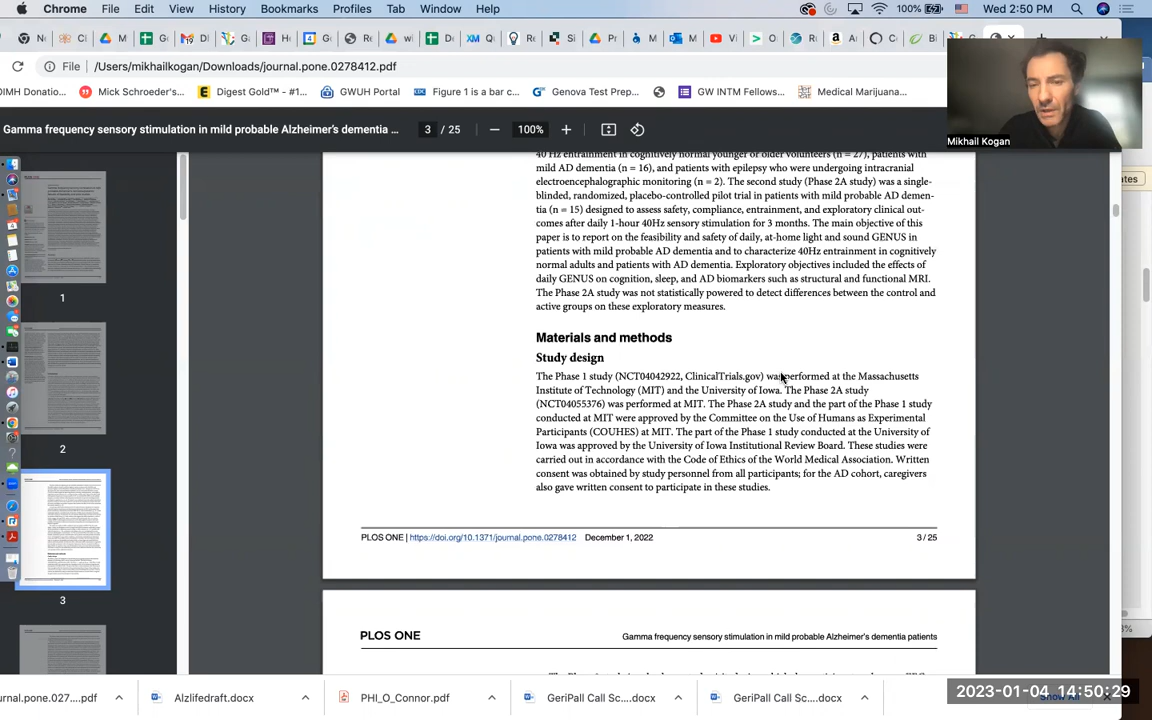 Chrome File Edit View History Bookmarks Profiles Tab Window Help 100% Wed 2:50 PM
File /Users/mikhailkogan/Downloads/journal.pone.0278412.pdf
DIMH Donatio... Mick Schroeder's... Digest Gold™ - #1... GWUH Portal Figure 1 is a bar c... Genova Test Prep... GW INTM Fellows... Medical Marijuana...
Gamma frequency sensory stimulation in mild probable Alzheimer's dementia ... 3 / 25 100%
Mikhail Kogan
40 Hz entrainment in cognitively normal younger or older volunteers (n = 27), patients with
mild AD dementia (n = 16), and patients with epilepsy who were undergoing intracranial
electroencephalographic monitoring (n = 2). The second study (Phase 2A study) was a single-
blinded, randomized, placebo-controlled pilot trial in patients with mild probable AD demen-
tia (n = 15) designed to assess safety, compliance, entrainment, and exploratory clinical out-
comes after daily 1-hour 40Hz sensory stimulation for 3 months. The main objective of this
paper is to report on the feasibility and safety of daily, at-home light and sound GENUS in
patients with mild probable AD dementia and to characterize 40Hz entrainment in cognitively
normal adults and patients with AD dementia. Exploratory objectives included the effects of
daily GENUS on cognition, sleep, and AD biomarkers such as structural and functional MRI.
The Phase 2A study was not statistically powered to detect differences between the control and
active groups on these exploratory measures.
Materials and methods
Study design
The Phase 1 study (NCT04042922, ClinicalTrials.gov) was performed at the Massachusetts
Institute of Technology (MIT) and the University of Iowa. The Phase 2A study
(NCT04055376) was performed at MIT. The Phase 2A study and the part of the Phase 1 study
conducted at MIT were approved by the Committee on the Use of Humans as Experimental
Participants (COUHES) at MIT. The part of the Phase 1 study conducted at the University of
Iowa was approved by the University of Iowa Institutional Review Board. These studies were
carried out in accordance with the Code of Ethics of the World Medical Association. Written
consent was obtained by study personnel from all participants; for the AD cohort, caregivers
also gave written consent to participate in these studies.
PLOS ONE | https://doi.org/10.1371/journal.pone.0278412 December 1, 2022 3 / 25
PLOS ONE Gamma frequency sensory stimulation in mild probable Alzheimer's dementia patients
1
2
3
urnal.pone.027....pdf Alzlifedraft.docx PHI_O_Connor.pdf GeriPall Call Sc....docx GeriPall Call Sc....docx
2023-01-04 14:50:29